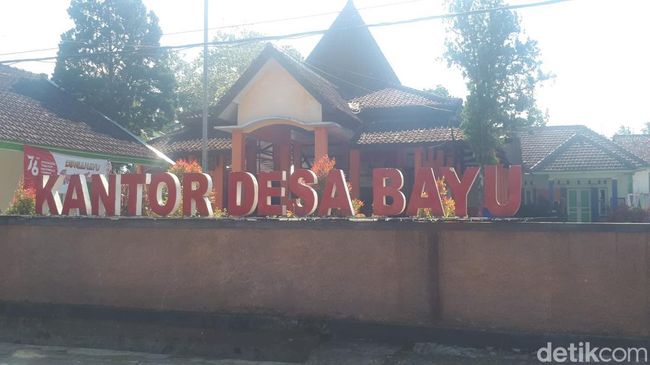 76
KANTOR DESA BAYU
detikcom